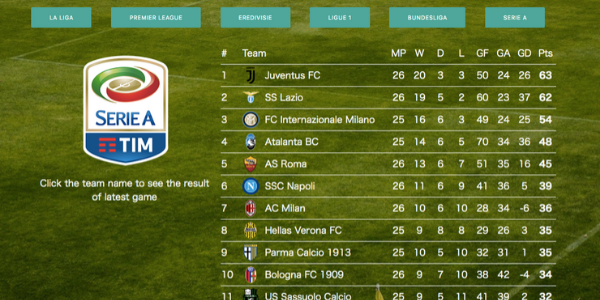 LA LIGA PREMIER LEAGUE EREDIVISIE LIGUE 1 BUNDESLIGA SERIE A
# Team MP W D L GF GA GD Pts
1 Juventus FC 26 20 3 3 50 24 26 63
2 SS Lazio 26 19 5 2 60 23 37 62
3 FC Internazionale Milano 25 16 6 3 49 24 25 54
4 Atalanta BC 25 14 6 5 70 34 36 48
5 AS Roma 26 13 6 7 51 35 16 45
6 SSC Napoli 26 11 6 9 41 36 5 39
7 AC Milan 26 10 6 10 28 34 -6 36
8 Hellas Verona FC 25 9 8 8 29 26 3 35
9 Parma Calcio 1913 25 10 5 10 32 31 1 35
10 Bologna FC 1909 26 9 7 10 38 42 -4 34
11 US Sassuolo Calcio 25 9 5 11 41 39 2 32
SERIE A
TIM
Click the team name to see the result
of latest game